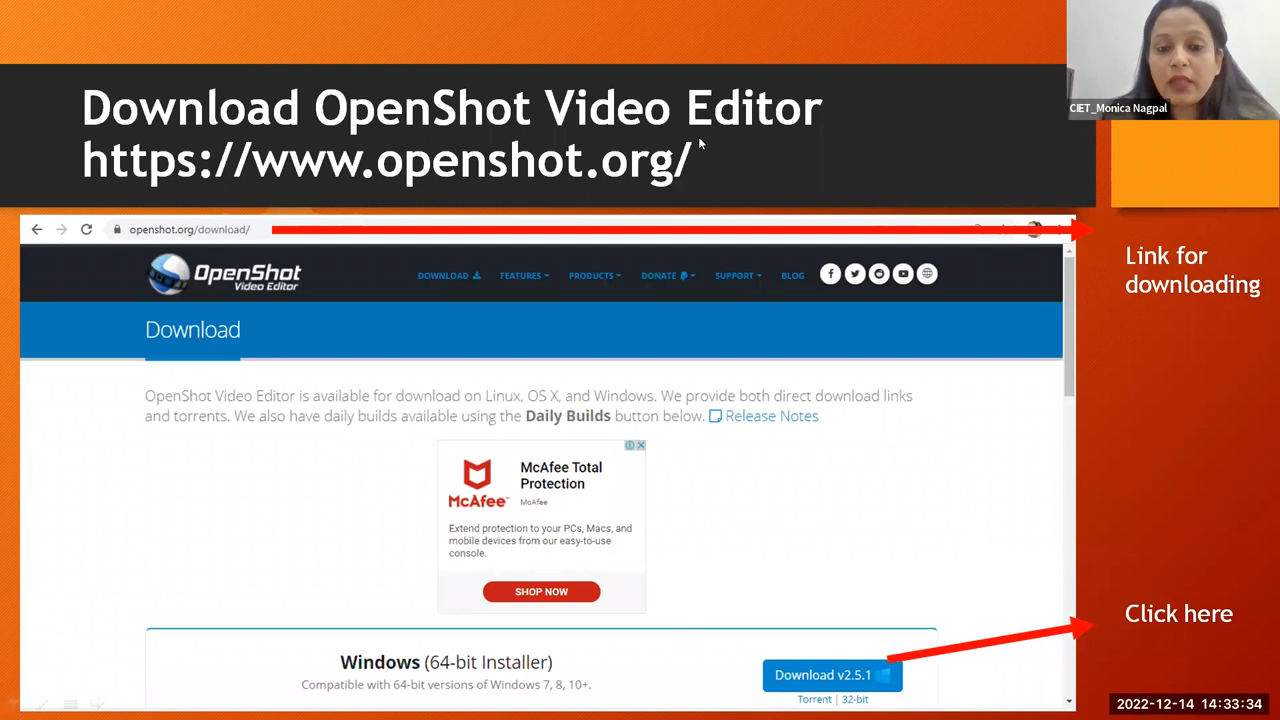 CIET_Monica Nagpal
Download OpenShot Video Editor
https://www.openshot.org/
openshot.org/download/
Link for
downloading
OpenShot
Video Editor
DOWNLOAD
FEATURES
PRODUCTS
DONATE
SUPPORT
BLOG
Download
OpenShot Video Editor is available for download on Linux, OS X, and Windows. We provide both direct download links
and torrents. We also have daily builds available using the Daily Builds button below. Release Notes
McAfee Total
Protection
McAfee
McAfee
Extend protection to your PCs, Macs, and
mobile devices from our easy-to-use
console.
SHOP NOW
Click here
Windows (64-bit Installer)
Compatible with 64-bit versions of Windows 7, 8, 10+.
Download v2.5.1
Torrent | 32-bit
2022-12-14 14:33:34